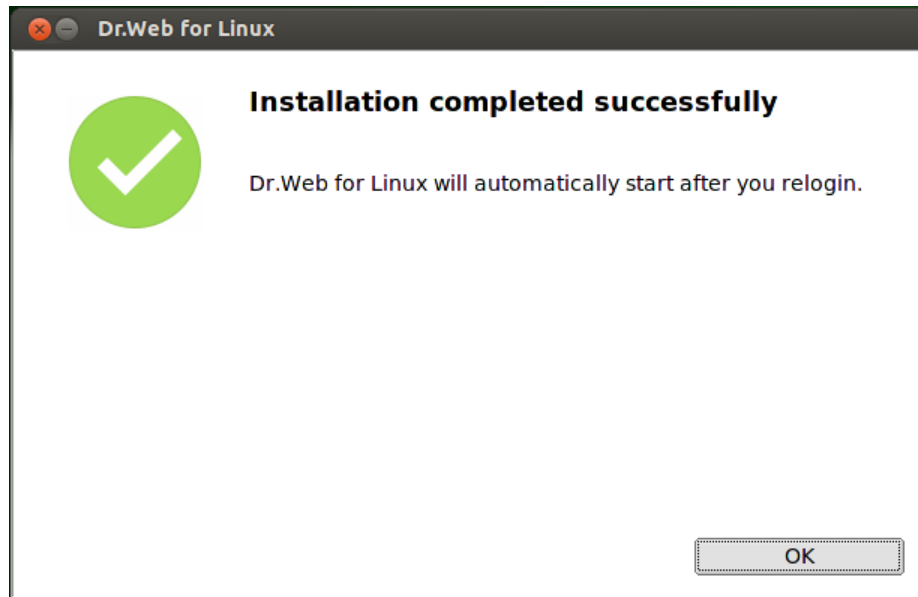 Dr.Web for Linux
Installation completed successfully
Dr.Web for Linux will automatically start after you relogin.
OK